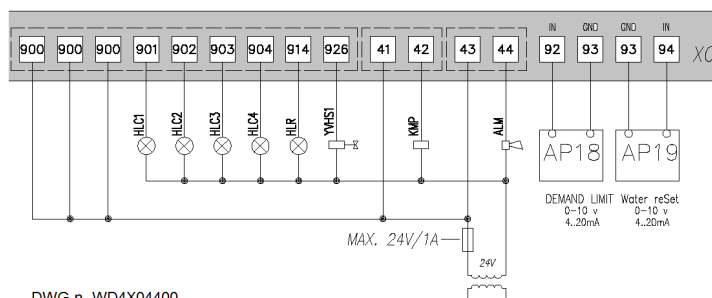 IN GND GND IN
900 900 900 901 902 903 904 914 926 41 42 43 44 92 93 93 94
HLC1 HLC2 HLC3 HLC4 HLR YVHS1 KMP ALM
AP18 AP19
DEMAND LIMIT Water reSet
0-10 v 0-10 v
4..20mA 4..20mA
MAX. 24V/1A
24V